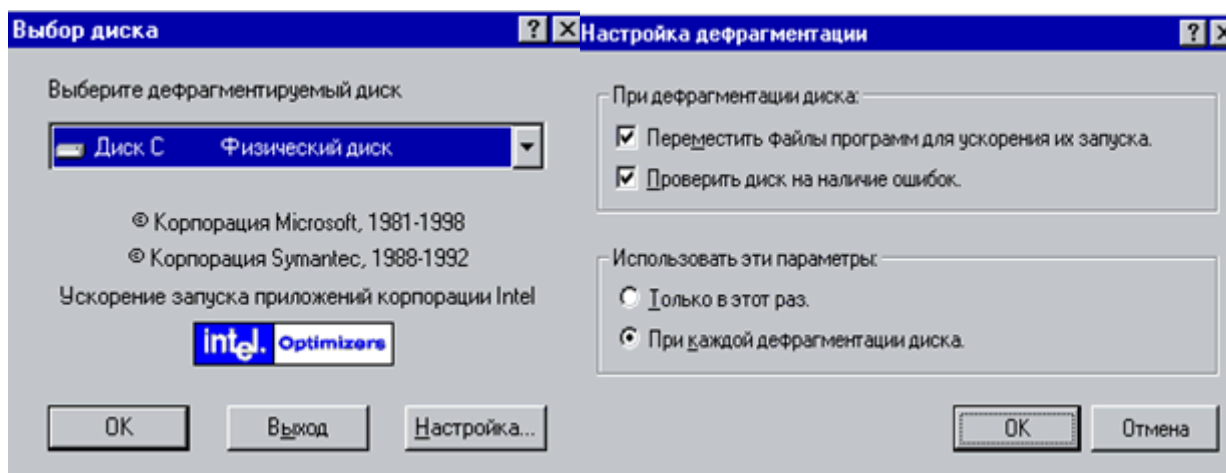 Выбор диска
Выберите дефрагментируемый диск
Диск C Физический диск
© Корпорация Microsoft, 1981-1998
© Корпорация Symantec, 1988-1992
Ускорение запуска приложений корпорации Intel
intel. Optimizers
OK
Выход
Настройка...
Настройка дефрагментации
При дефрагментации диска:
Переместить файлы программ для ускорения их запуска.
Проверить диск на наличие ошибок.
Использовать эти параметры:
Только в этот раз.
При каждой дефрагментации диска.
OK
Отмена